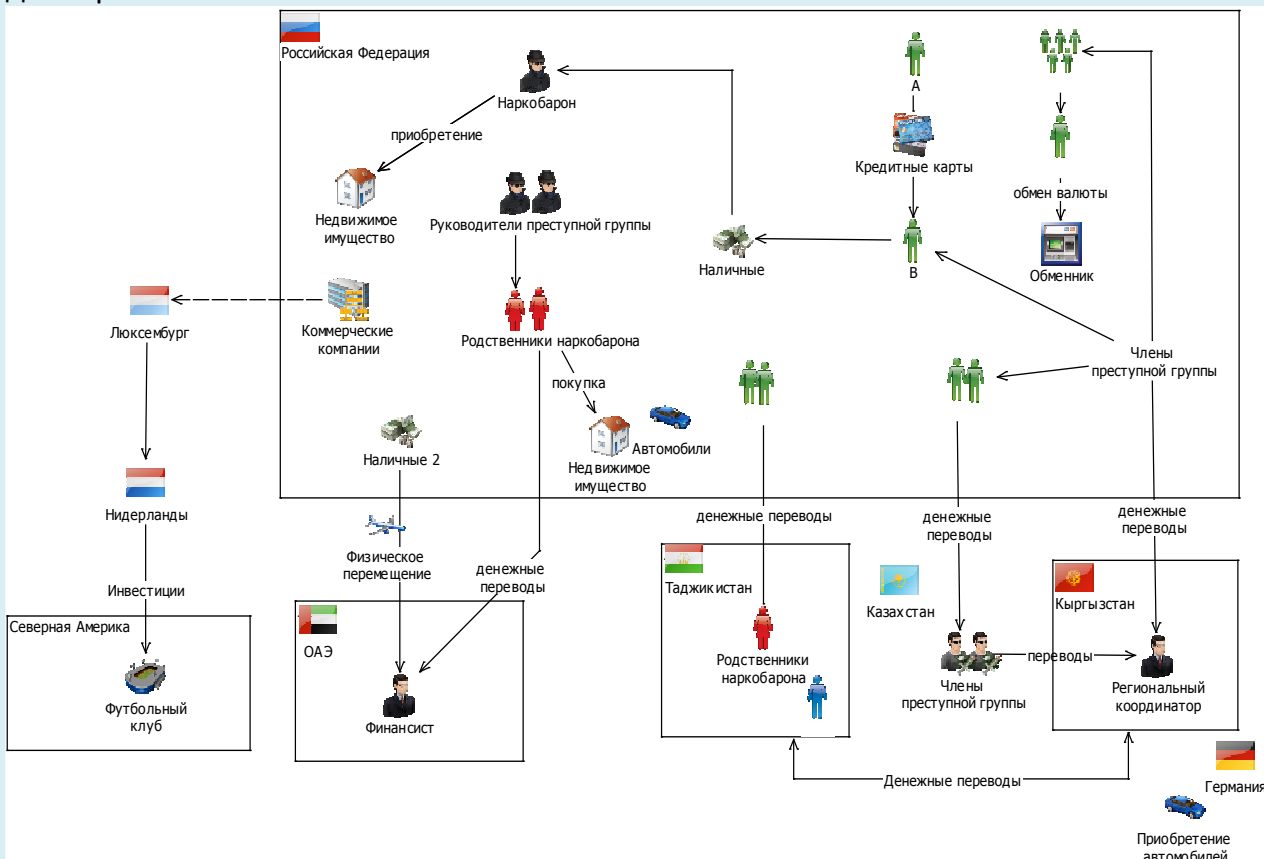 Российская Федерация
А
Наркобарон
приобретение
Кредитные карты
обмен валюты
Недвижимое
имущество
Руководители преступной группы
Наличные
В
Обменник
Люксембург
Коммерческие
компании
Родственники наркобарона
Члены
преступной группы
покупка
Автомобили
Наличные 2
Недвижимое
имущество
Нидерланды
денежные переводы
денежные
переводы
денежные
переводы
Физическое
перемещение
денежные
переводы
Инвестиции
Таджикистан
Казахстан
Кыргызстан
Северная Америка
ОАЭ
Родственники
наркобарона
переводы
Члены
преступной группы
Региональный
координатор
Футбольный
клуб
Финансист
Денежные переводы
Германия
Приобретение
автомобилей